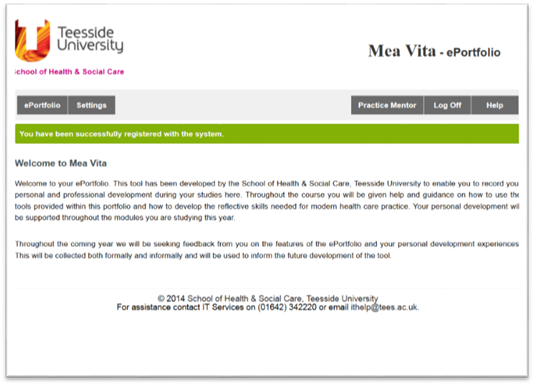 Teesside
University
School of Health & Social Care
Mea Vita - ePortfolio
ePortfolio Settings Practice Mentor Log Off Help
You have been successfully registered with the system.
Welcome to Mea Vita
Welcome to your ePortfolio. This tool has been developed by the School of Health & Social Care, Teesside University to enable you to record you
personal and professional development during your studies here. Throughout the course you will be given help and guidance on how to use the
tools provided within this portfolio and how to develop the reflective skills needed for modern health care practice. Your personal development wil
be supported throughout the modules you are studying this year.
Throughout the coming year we will be seeking feedback from you on the features of the ePortfolio and your personal development experiences
This will be collected both formally and informally and will be used to inform the future development of the tool.
© 2014 School of Health & Social Care, Teesside University
For assistance contact IT Services on (01642) 342220 or email ithelp@tees.ac.uk.